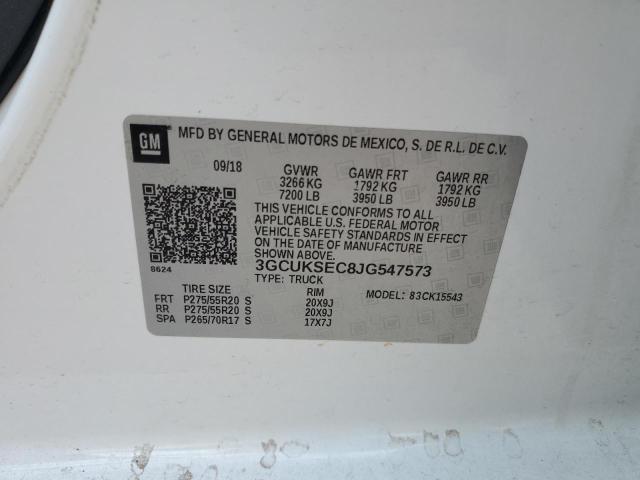 GM MFD BY GENERAL MOTORS DE MEXICO, S. DE R.L. DE C.V.
09/18 GVWR GAWR FRT GAWR RR
3266 KG 1792 KG 1792 KG
7200 LB 3950 LB 3950 LB
THIS VEHICLE CONFORMS TO ALL
APPLICABLE U.S. FEDERAL MOTOR
VEHICLE SAFETY STANDARDS IN EFFECT
ON THE DATE OF MANUFACTURE
SHOWN ABOVE.
8624 3GCUKSEC8JG547573
TYPE: TRUCK
TIRE SIZE RIM MODEL: 83CK15543
FRT P275/55R20 S 20X9J
RR P275/55R20 S 20X9J
SPA P265/70R17 S 17X7J